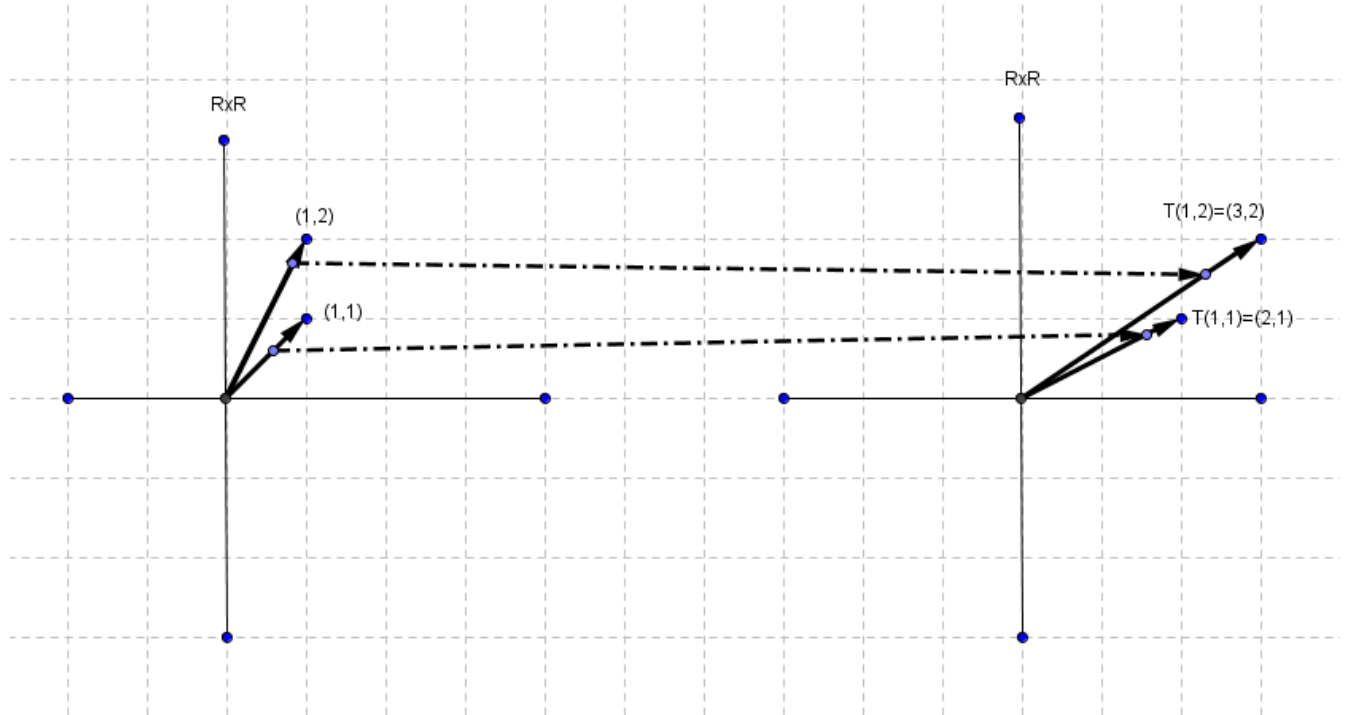 RxR
RxR
(1,2)
T(1,2)=(3,2)
(1,1)
T(1,1)=(2,1)